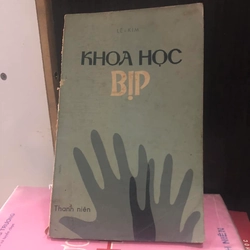 KHOA HỌC
BỊP
Thanh niên